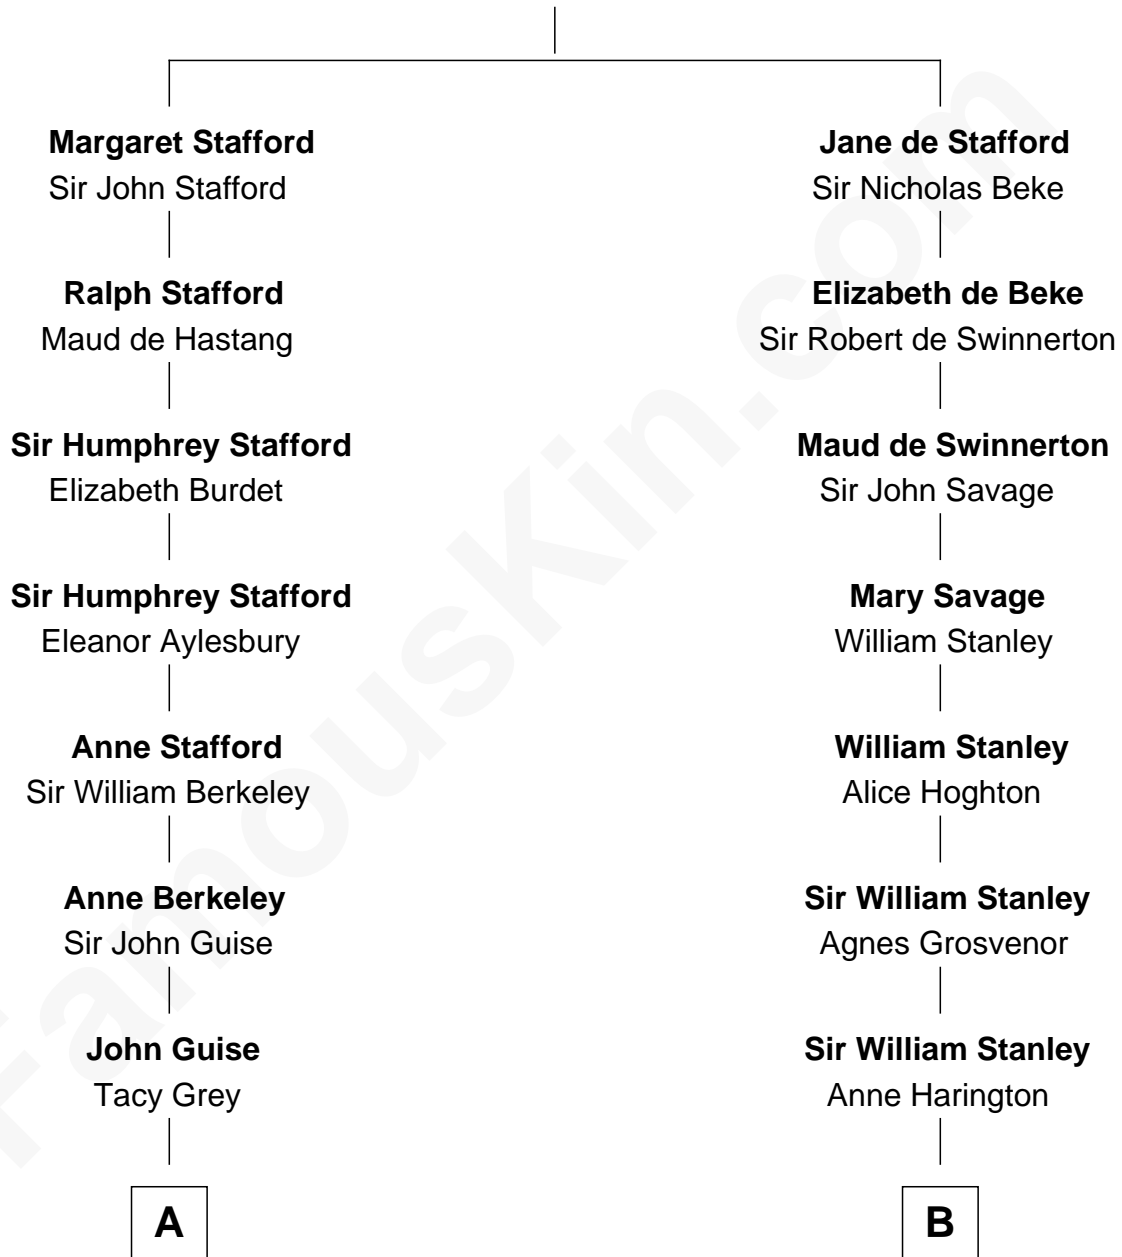 Margaret Stafford
Sir John Stafford
Ralph Stafford
Maud de Hastang
Sir Humphrey Stafford
Elizabeth Burdet
Sir Humphrey Stafford
Eleanor Aylesbury
Anne Stafford
Sir William Berkeley
Anne Berkeley
Sir John Guise
John Guise
Tacy Grey
A
Jane de Stafford
Sir Nicholas Beke
Elizabeth de Beke
Sir Robert de Swinnerton
Maud de Swinnerton
Sir John Savage
Mary Savage
William Stanley
William Stanley
Alice Hoghton
Sir William Stanley
Agnes Grosvenor
Sir William Stanley
Anne Harington
B
FamousKin.com